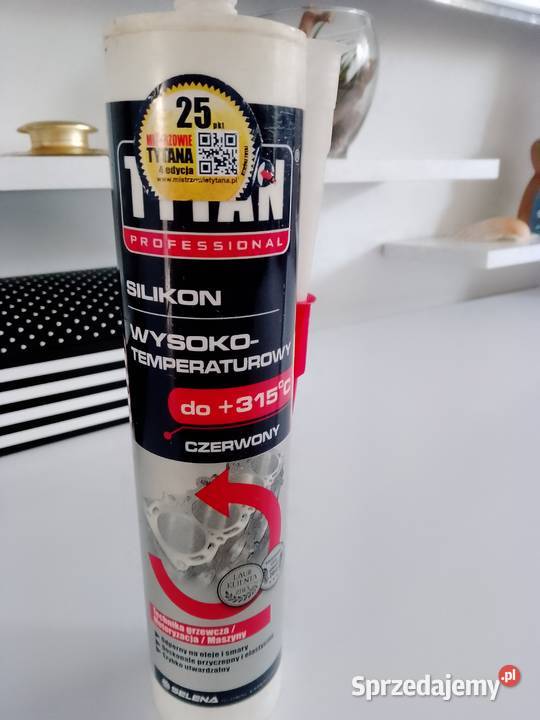 25 pkt
MISTRZOWIE
TYTANA
4 edycja
www.mistrzowietytana.pl
TYTAN
®
PROFESSIONAL
SILIKON
WYSOKO-
TEMPERATUROWY
do +315°C
CZERWONY
LAUR
KLIENTA
Technika grzewcza /
Motoryzacja / Maszyny
Odporny na oleje i smary
Doskonale przyczepny i elastyczny
Szybko utwardzalny
SELENA
Sprzedajemy.pl